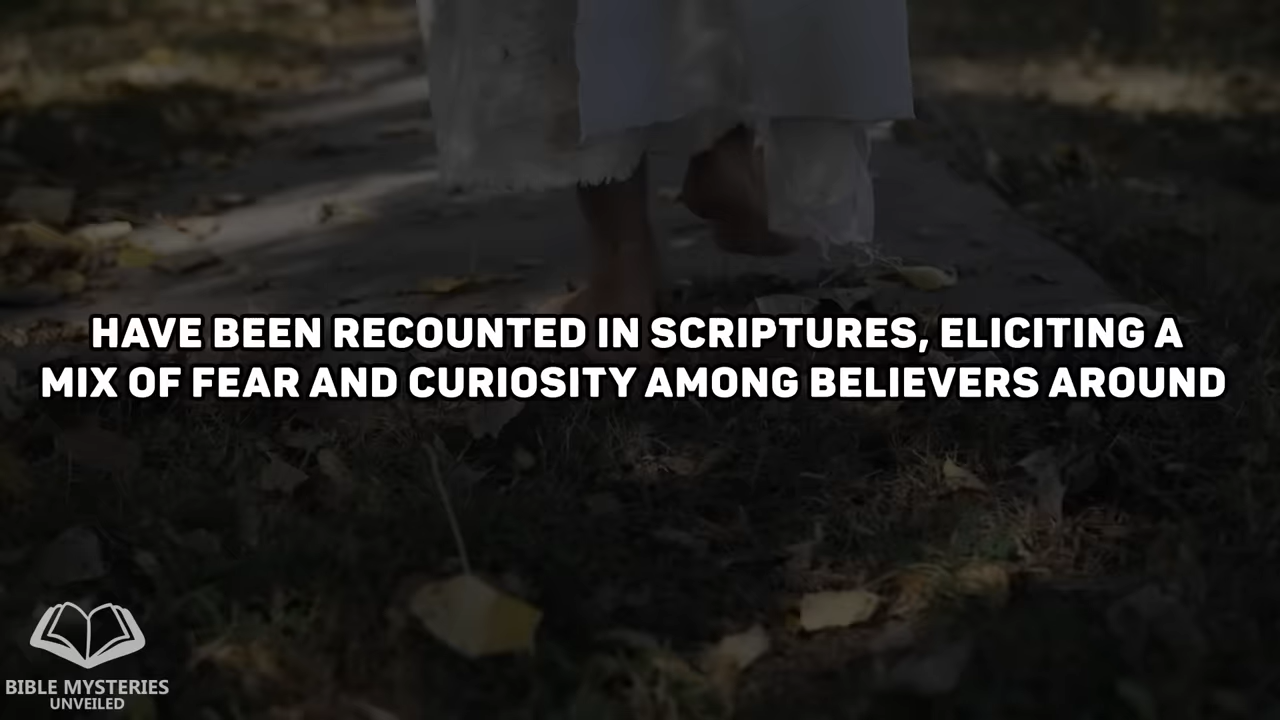 HAVE BEEN RECOUNTED IN SCRIPTURES, ELICITING A
MIX OF FEAR AND CURIOSITY AMONG BELIEVERS AROUND
BIBLE MYSTERIES
UNVEILED